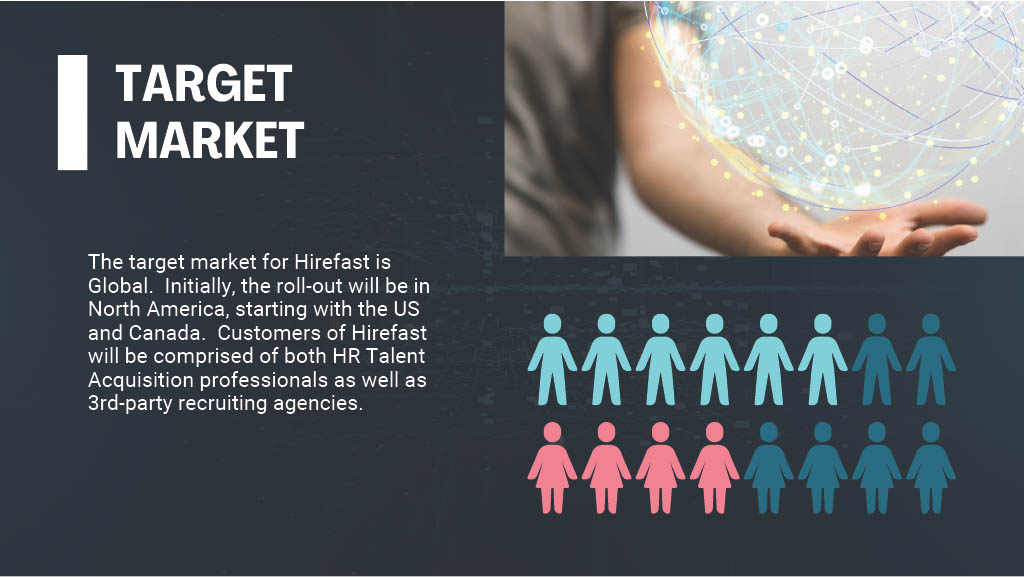 TARGET
MARKET
The target market for Hirefast is
Global.  Initially, the roll-out will be in
North America, starting with the US
and Canada.  Customers of Hirefast
will be comprised of both HR Talent
Acquisition professionals as well as
3rd-party recruiting agencies.